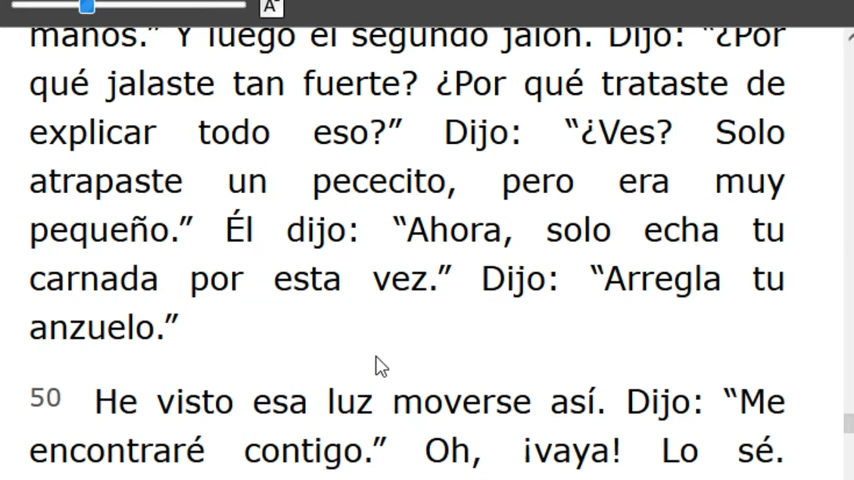 A
manos.” Y luego el segundo jalón. Dijo: “¿Por
qué jalaste tan fuerte? ¿Por qué trataste de
explicar todo eso?” Dijo: “¿Ves? Solo
atrapaste un pececito, pero era muy
pequeño.” Él dijo: “Ahora, solo echa tu
carnada por esta vez.” Dijo: “Arregla tu
anzuelo.”
50 He visto esa luz moverse así. Dijo: “Me
encontraré contigo.” Oh, ¡vaya! Lo sé.